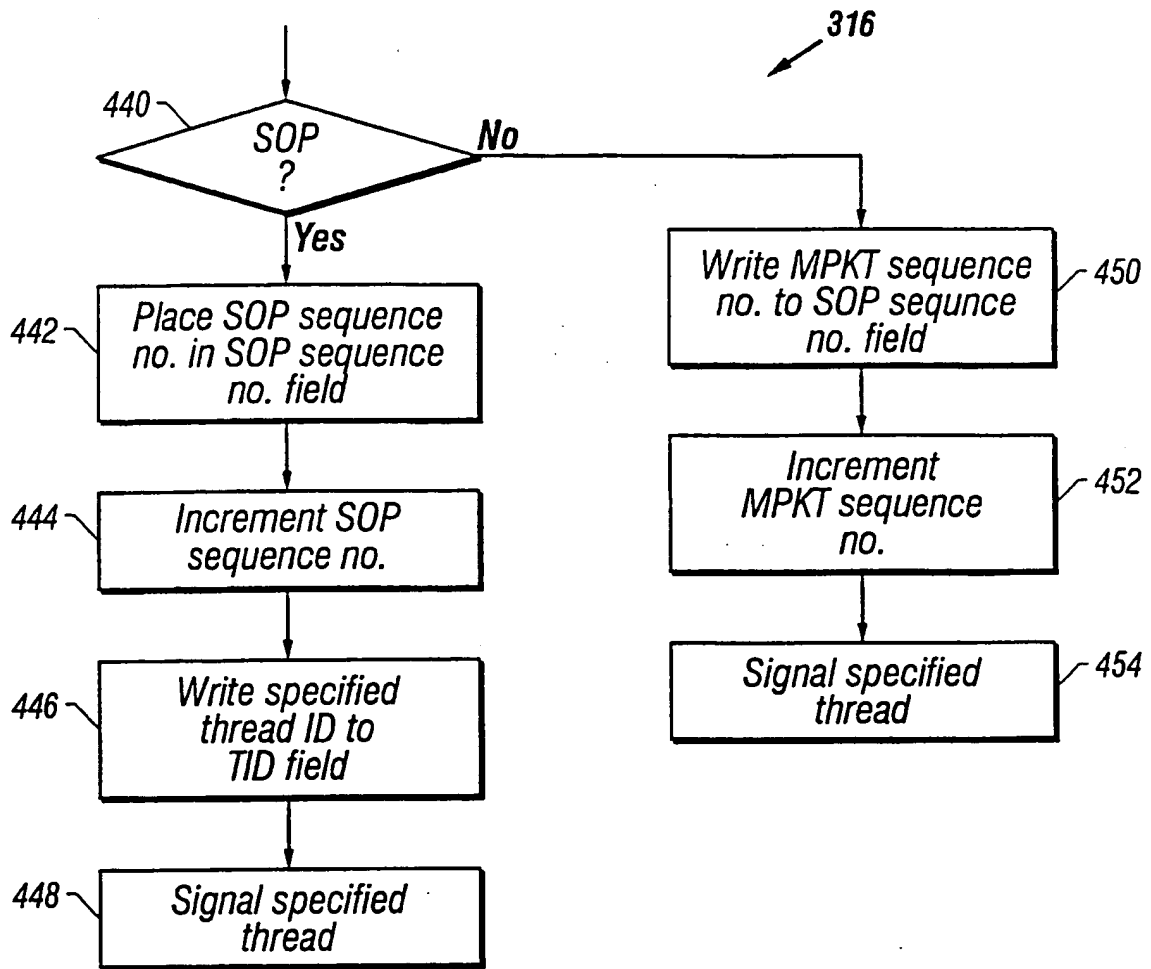 316
440
SOP
?
No
Yes
442
Place SOP sequence
no. in SOP sequence
no. field
444
Increment SOP
sequence no.
446
Write specified
thread ID to
TID field
448
Signal specified
thread
Write MPKT sequence
no. to SOP sequnce
no. field
450
Increment
MPKT sequence
no.
452
Signal specified
thread
454